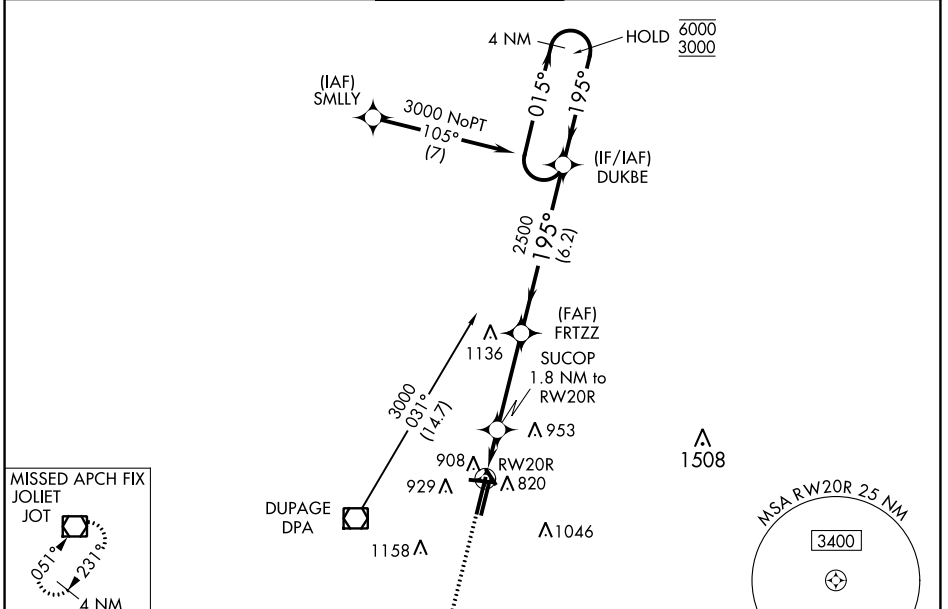 4 NM
HOLD 6000
3000
015°
195°
(IAF)
SMLLY
3000 NoPT
105°
(7)
(IF/IAF)
DUKBE
2500
195°
(6.2)
(FAF)
FRTZZ
1136
SUCOP
1.8 NM to
RW20R
3000
031°
(14.7)
953
1508
908
RW20R
929
820
DUPAGE
DPA
1046
1158
MISSED APCH FIX
JOLIET
JOT
051°
231°
4 NM
MSA RW20R 25 NM
3400